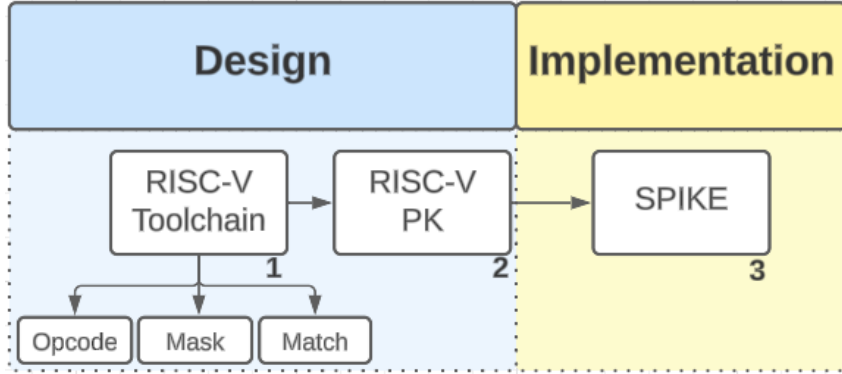 Design
Implementation
RISC-V
Toolchain
1
RISC-V
PK
2
SPIKE
3
Opcode
Mask
Match